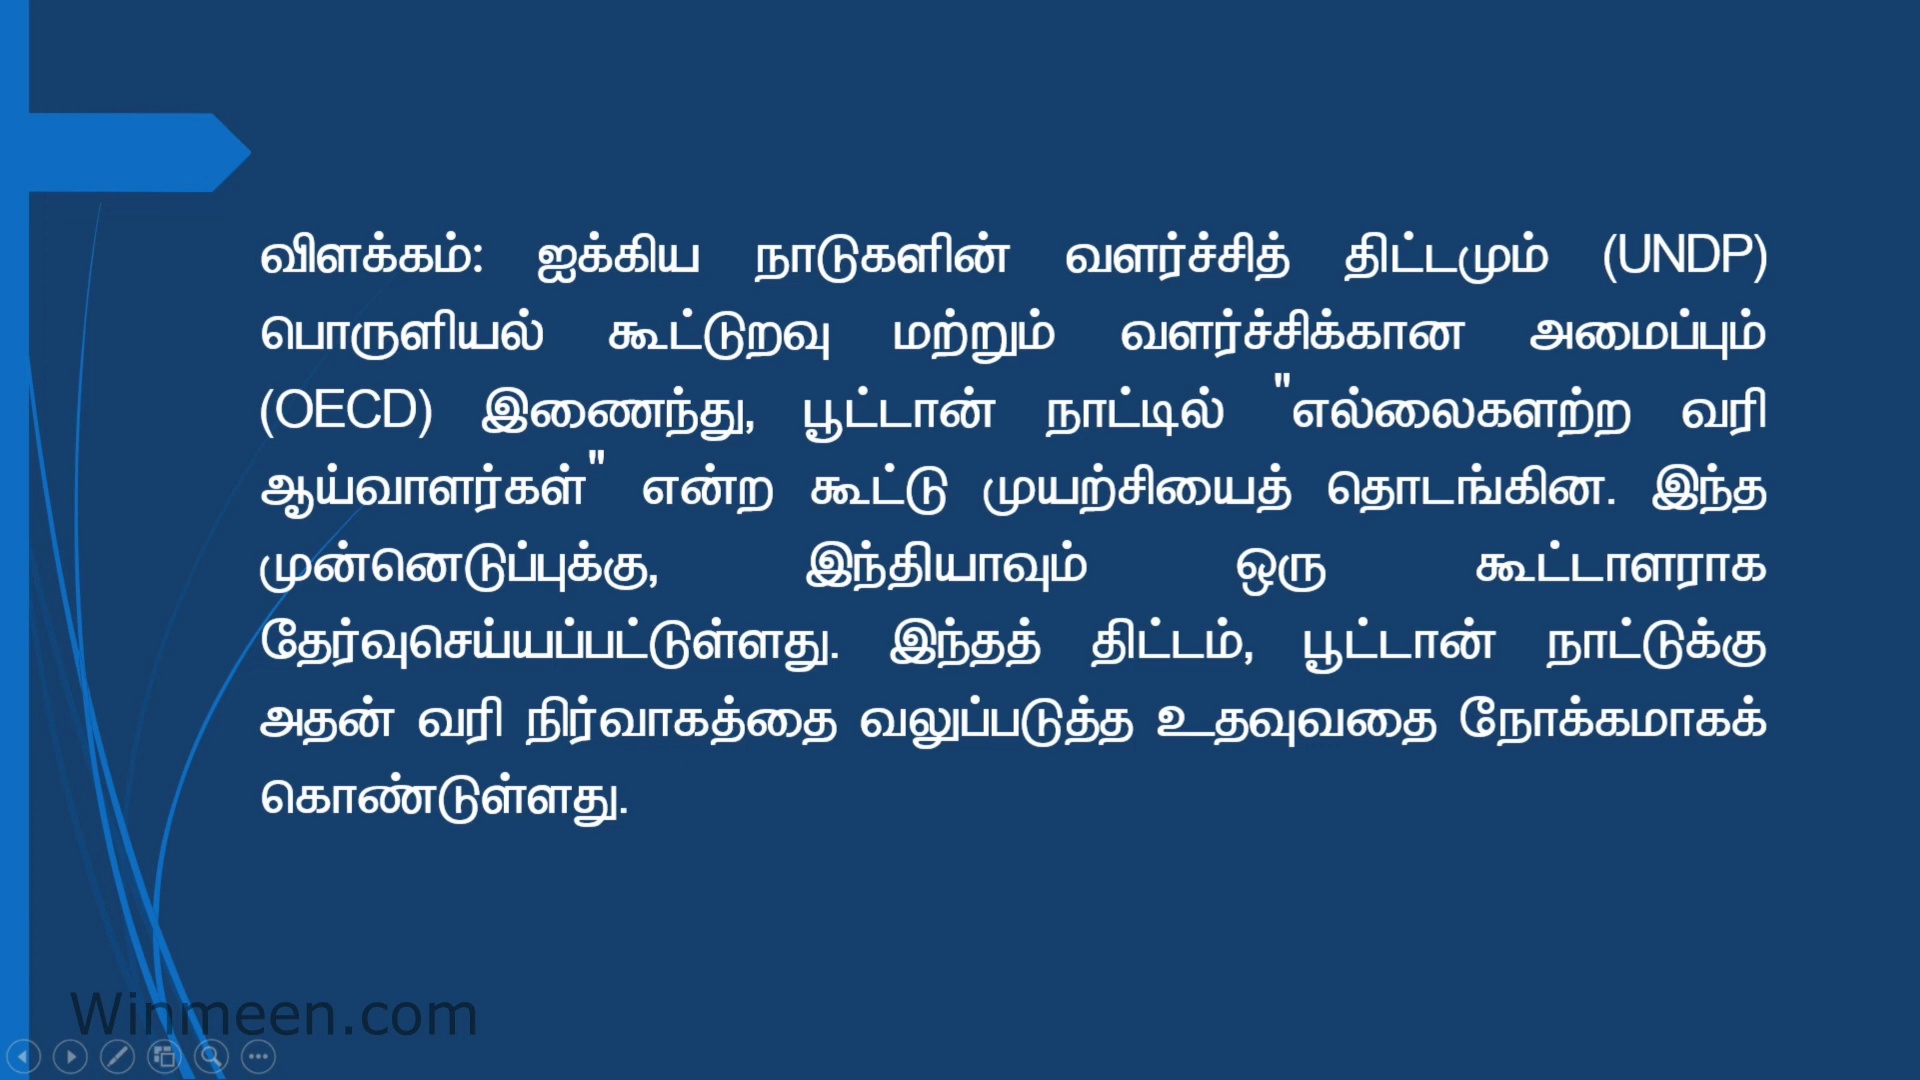 விளக்கம்: ஐக்கிய நாடுகளின் வளர்ச்சித் திட்டமும் (UNDP)
பொருளியல் கூட்டுறவு மற்றும் வளர்ச்சிக்கான அமைப்பும்
(OECD) இணைந்து, பூட்டான் நாட்டில் "எல்லைகளற்ற வரி
ஆய்வாளர்கள்" என்ற கூட்டு முயற்சியைத் தொடங்கின. இந்த
முன்னெடுப்புக்கு, இந்தியாவும் ஒரு கூட்டாளராக
தேர்வுசெய்யப்பட்டுள்ளது. இந்தத் திட்டம், பூட்டான் நாட்டுக்கு
அதன் வரி நிர்வாகத்தை வலுப்படுத்த உதவுவதை நோக்கமாகக்
கொண்டுள்ளது.
Winmeen.com